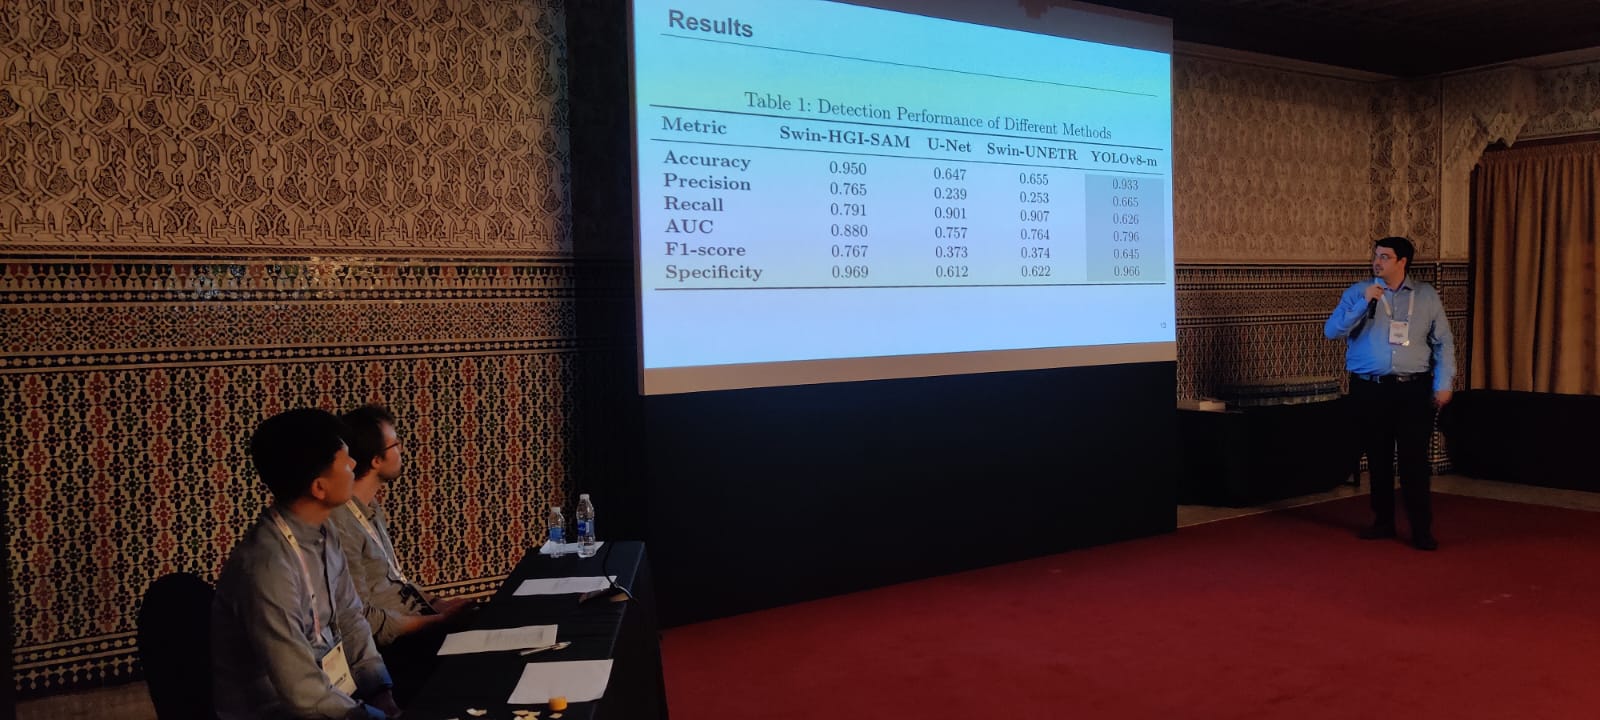 Results
Table 1: Detection Performance of Different Methods
Metric Swin-HGI-SAM U-Net Swin-UNETR YOLOv8-m
Accuracy 0.950 0.647 0.655 0.933
Precision 0.765 0.239 0.253 0.665
Recall 0.791 0.901 0.907 0.626
AUC 0.880 0.757 0.764 0.796
F1-score 0.767 0.373 0.374 0.645
Specificity 0.969 0.612 0.622 0.966